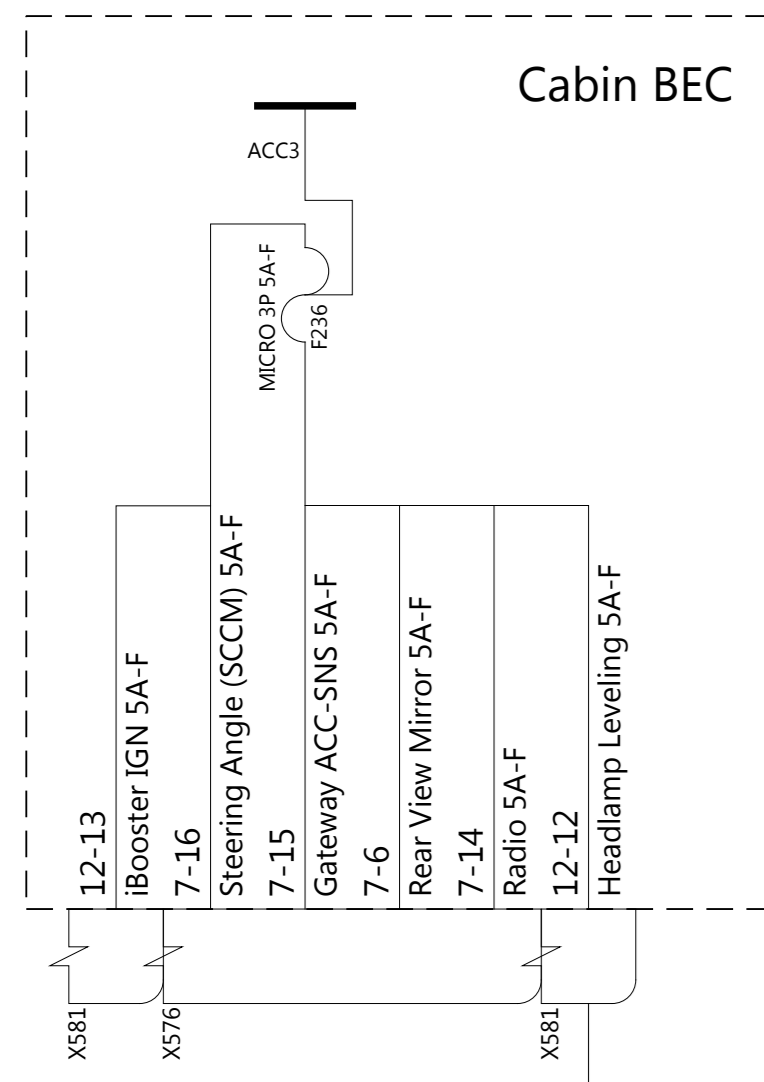 Cabin BEC
ACC3
MICRO 3P 5A-F
F236
12-13
iBooster IGN 5A-F
7-16
Steering Angle (SCCM) 5A-F
7-15
Gateway ACC-SNS 5A-F
7-6
Rear View Mirror 5A-F
7-14
Radio 5A-F
12-12
Headlamp Leveling 5A-F
X581
X576
X581